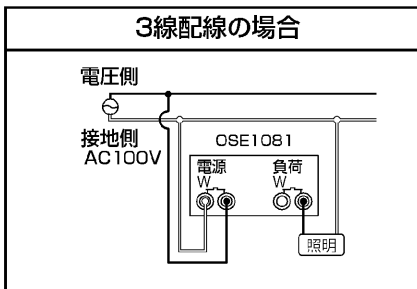 3線配線の場合
電圧側
接地側
AC100V
OSE1081
電源 負荷
W W
照明